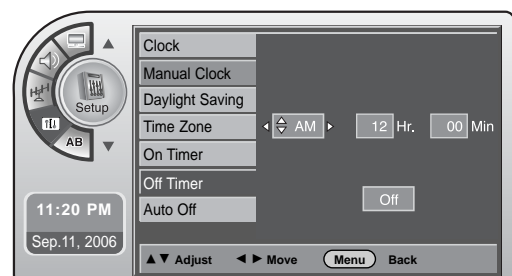 Setup
AB
11:20 PM
Sep.11, 2006
Clock
Manual Clock
Daylight Saving
Time Zone
On Timer
Off Timer
Auto Off
AM 12 Hr. 00 Min
Off
▲▼ Adjust ◄► Move Menu Back